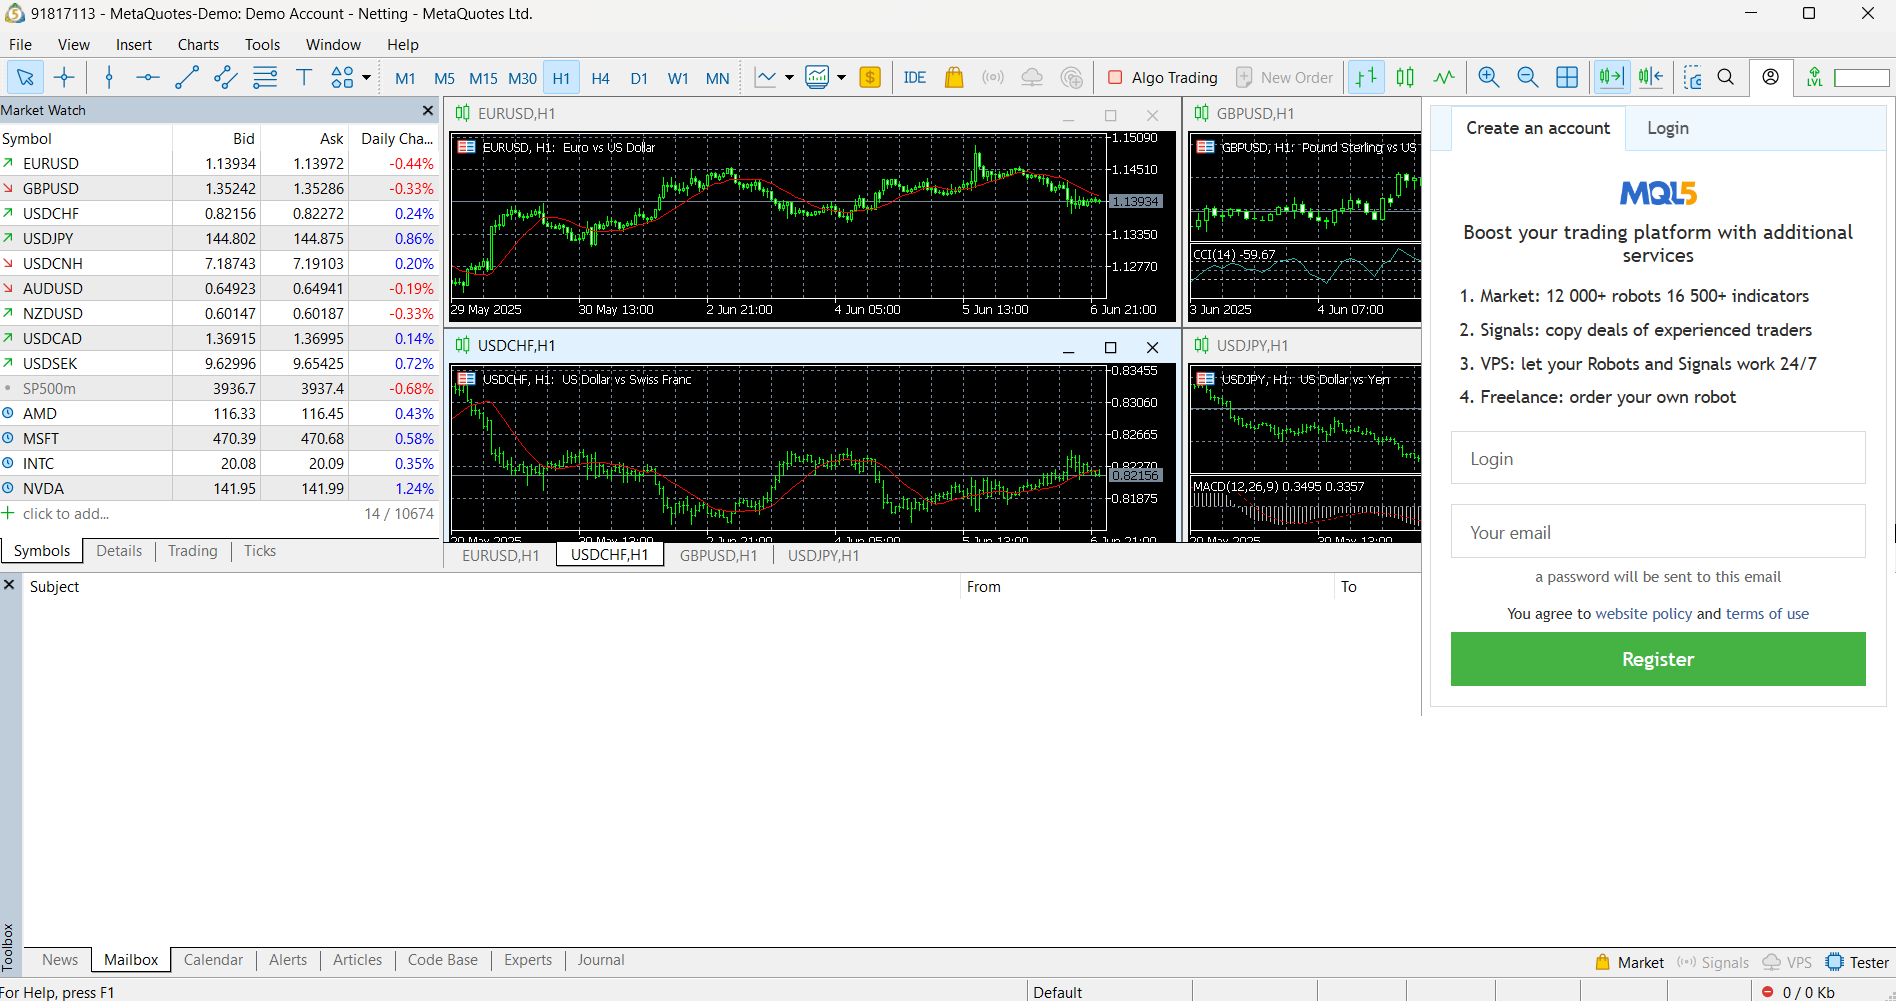 91817113 - MetaQuotes-Demo: Demo Account - Netting - MetaQuotes Ltd.
File View Insert Charts Tools Window Help
M1 M5 M15 M30 H1 H4 D1 W1 MN IDE Algo Trading New Order LVL
Market Watch
Symbol Bid Ask Daily Cha...
EURUSD 1.13934 1.13972 -0.44%
GBPUSD 1.35242 1.35286 -0.33%
USDCHF 0.82156 0.82272 0.24%
USDJPY 144.802 144.875 0.86%
USDCNH 7.18743 7.19103 0.20%
AUDUSD 0.64923 0.64941 -0.19%
NZDUSD 0.60147 0.60187 -0.33%
USDCAD 1.36915 1.36995 0.14%
USDSEK 9.62996 9.65425 0.72%
SP500m 3936.7 3937.4 -0.68%
AMD 116.33 116.45 0.43%
MSFT 470.39 470.68 0.58%
INTC 20.08 20.09 0.35%
NVDA 141.95 141.99 1.24%
click to add... 14 / 10674
Symbols Details Trading Ticks
EURUSD,H1
EURUSD, H1: Euro vs US Dollar
1.15090
1.14510
1.13934
1.13350
1.12770
29 May 2025 30 May 13:00 2 Jun 21:00 4 Jun 05:00 5 Jun 13:00 6 Jun 21:00
GBPUSD,H1
GBPUSD, H1: Pound Sterling vs US
CCI(14) -59.67
3 Jun 2025 4 Jun 07:00
USDCHF,H1
USDCHF, H1: US Dollar vs Swiss Franc
0.83455
0.83060
0.82665
0.82270
0.82156
0.81875
29 May 2025 30 May 13:00 2 Jun 21:00 4 Jun 05:00 5 Jun 13:00 6 Jun 21:00
USDJPY,H1
USDJPY, H1: US Dollar vs Yen
MACD(12,26,9) 0.3495 0.3357
29 May 2025 30 May 13:00
EURUSD,H1 USDCHF,H1 GBPUSD,H1 USDJPY,H1
Create an account Login
MQL5
Boost your trading platform with additional
services
1. Market: 12 000+ robots 16 500+ indicators
2. Signals: copy deals of experienced traders
3. VPS: let your Robots and Signals work 24/7
4. Freelance: order your own robot
Login
Your email
a password will be sent to this email
You agree to website policy and terms of use
Register
Subject From To
Toolbox
News Mailbox Calendar Alerts Articles Code Base Experts Journal
Market Signals VPS Tester
For Help, press F1 Default 0 / 0 Kb